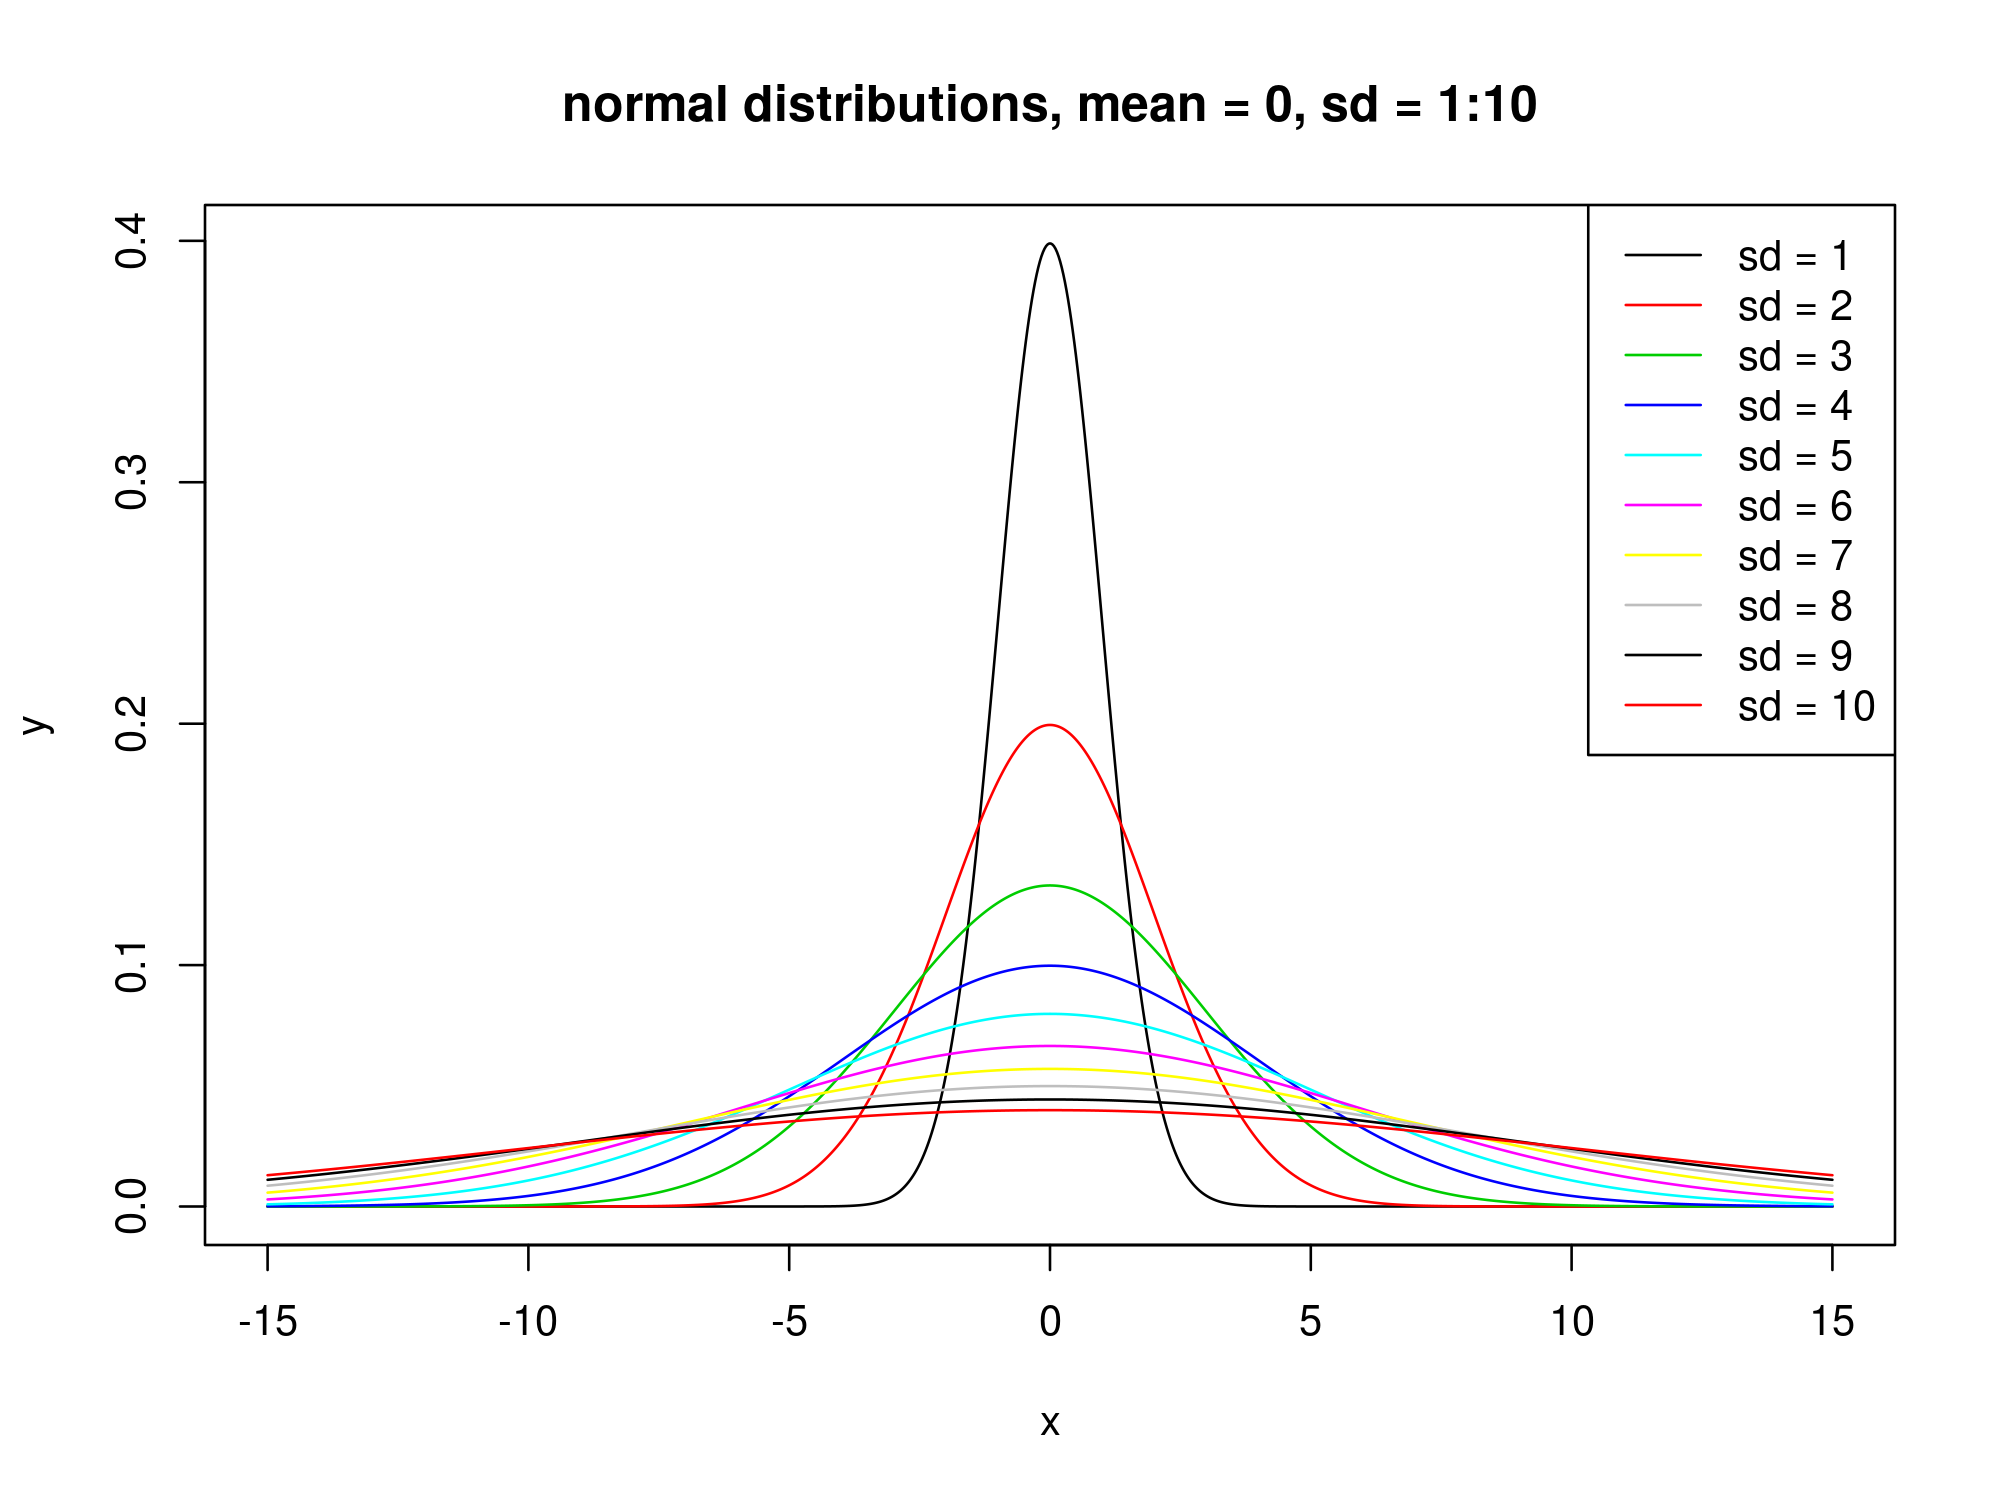 normal distributions, mean = 0, sd = 1:10
0.4
0.3
0.2
0.1
0.0
y
sd = 1
sd = 2
sd = 3
sd = 4
sd = 5
sd = 6
sd = 7
sd = 8
sd = 9
sd = 10
-15 -10 -5 0 5 10 15
x